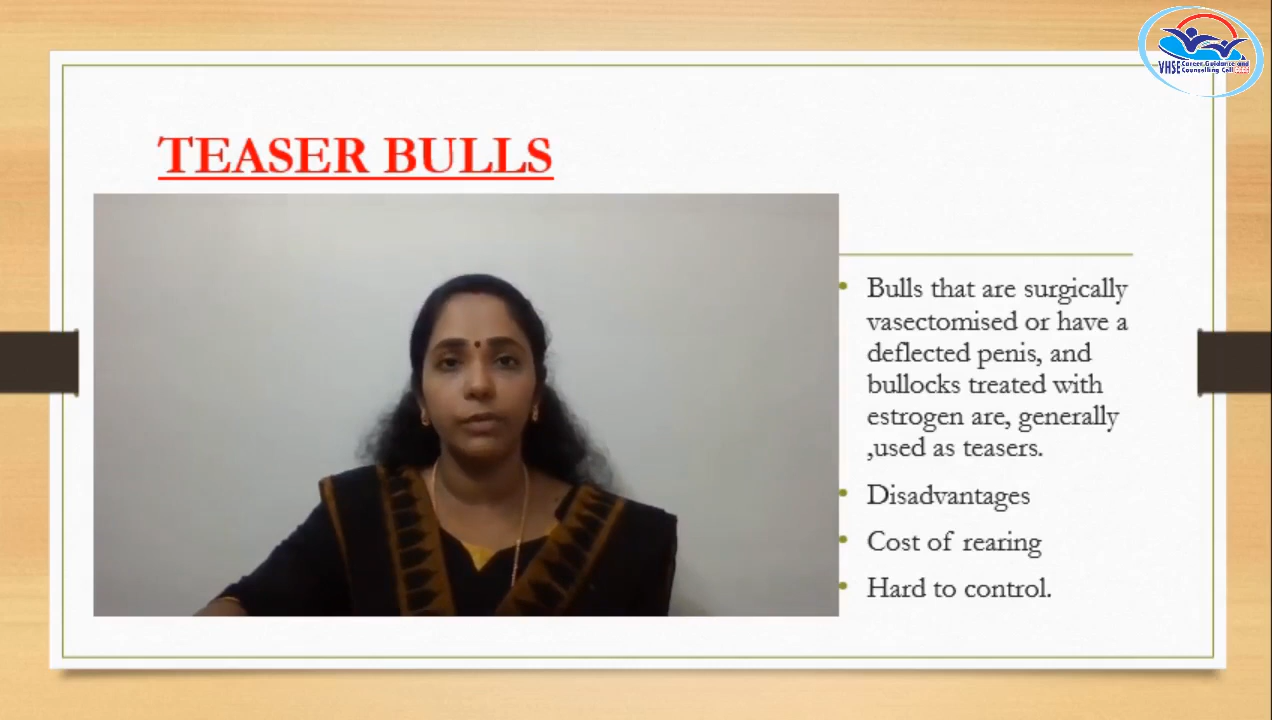 VHSE Career Guidance and
Counselling Cell
TEASER BULLS
Bulls that are surgically
vasectomised or have a
deflected penis, and
bullocks treated with
estrogen are, generally
,used as teasers.
Disadvantages
Cost of rearing
Hard to control.